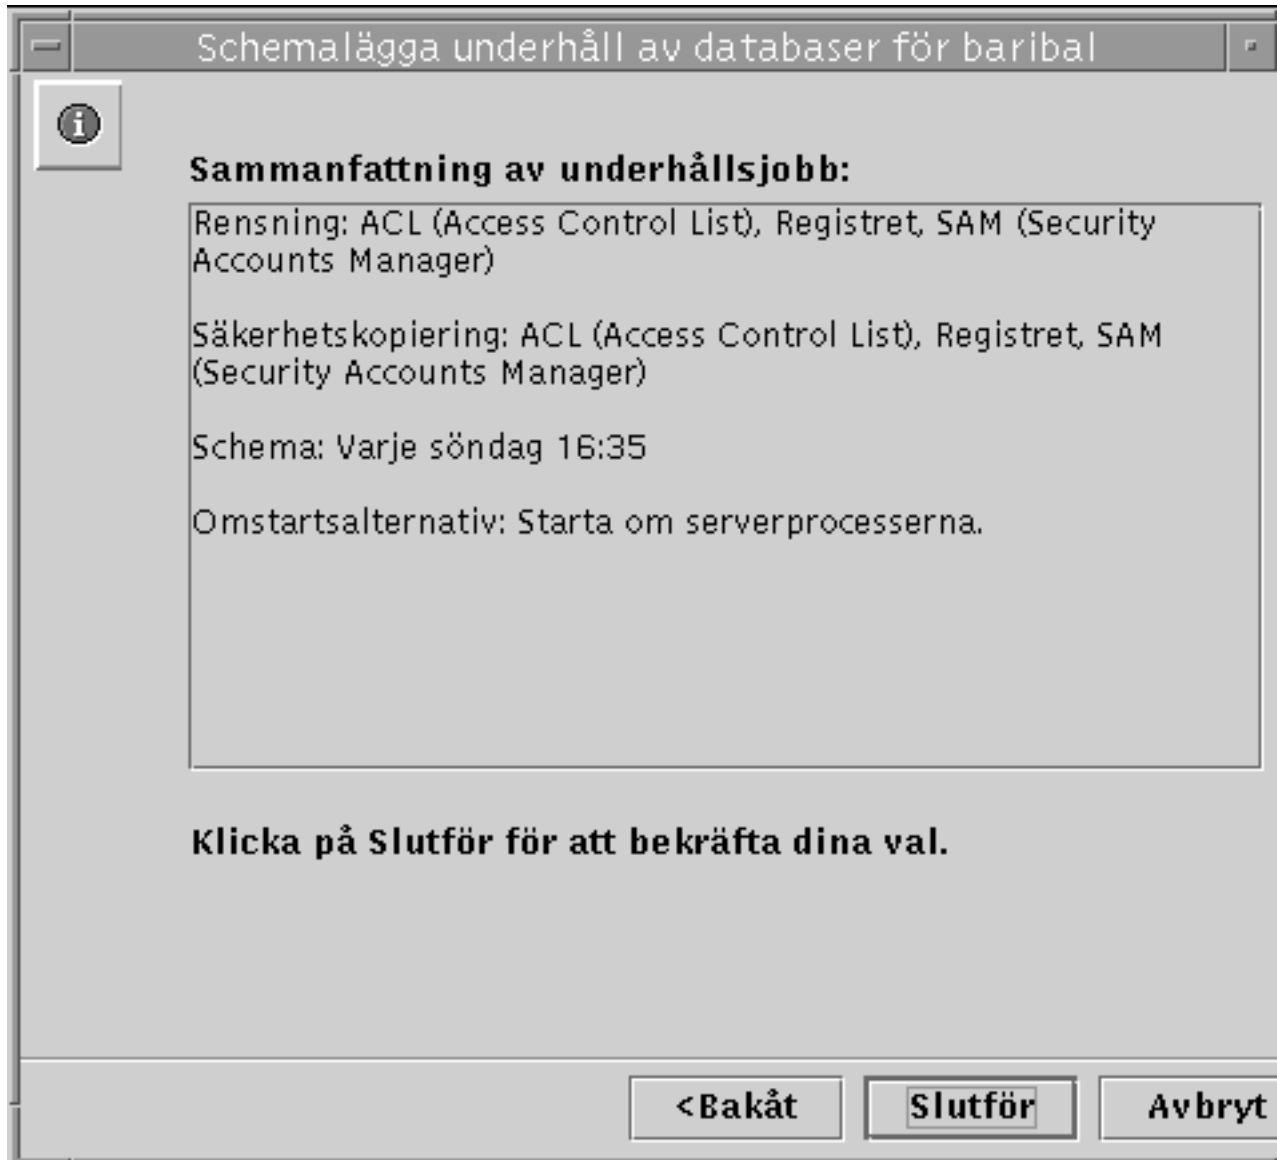 Schemalägga underhåll av databaser för baribal
Sammanfattning av underhållsjobb:
Rensning: ACL (Access Control List), Registret, SAM (Security
Accounts Manager)
Säkerhetskopiering: ACL (Access Control List), Registret, SAM
(Security Accounts Manager)
Schema: Varje söndag 16:35
Omstartsalternativ: Starta om serverprocesserna.
Klicka på Slutför för att bekräfta dina val.
<Bakåt
Slutför
Avbryt